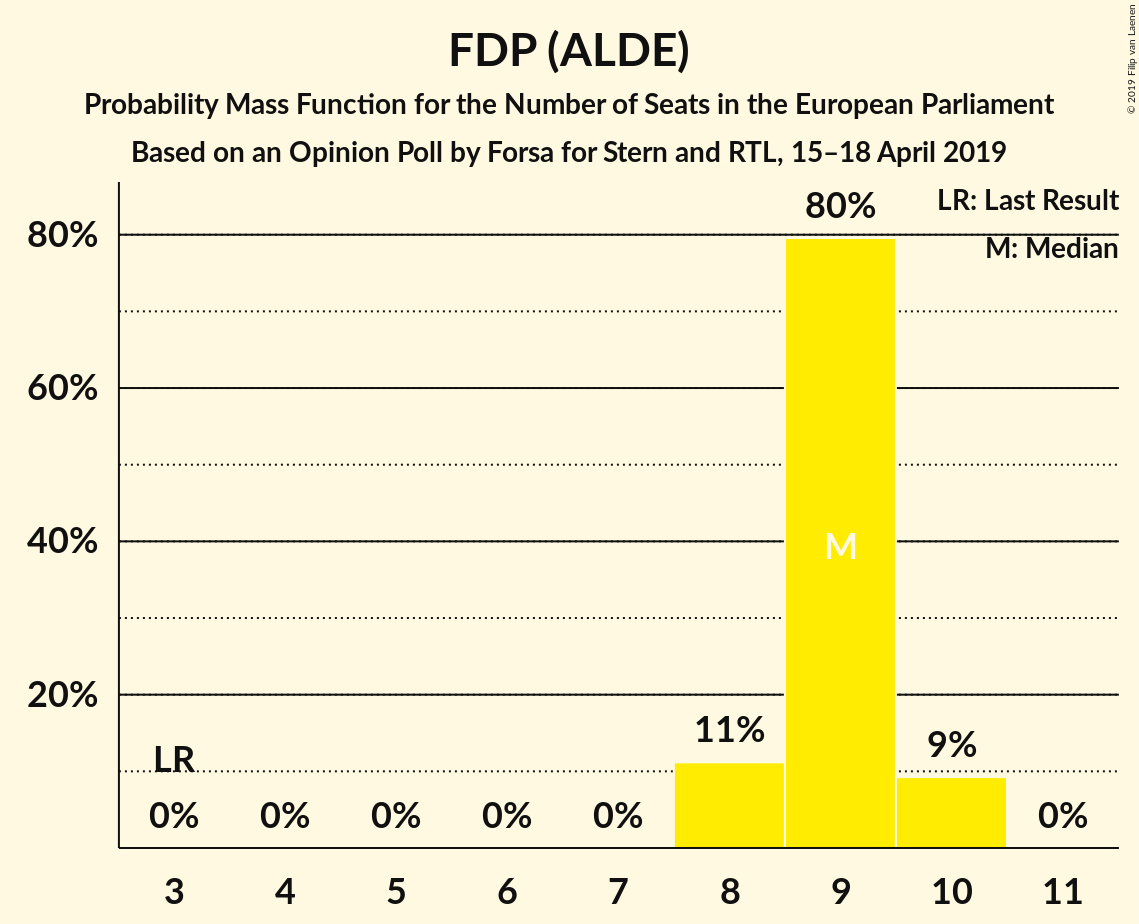 FDP (ALDE)
Probability Mass Function for the Number of Seats in the European Parliament
Based on an Opinion Poll by Forsa for Stern and RTL, 15–18 April 2019
© 2019 Filip van Laenen
LR: Last Result
M: Median
80%
60%
40%
20%
LR
0%
0%
0%
0%
0%
11%
80%
M
9%
0%
3 4 5 6 7 8 9 10 11